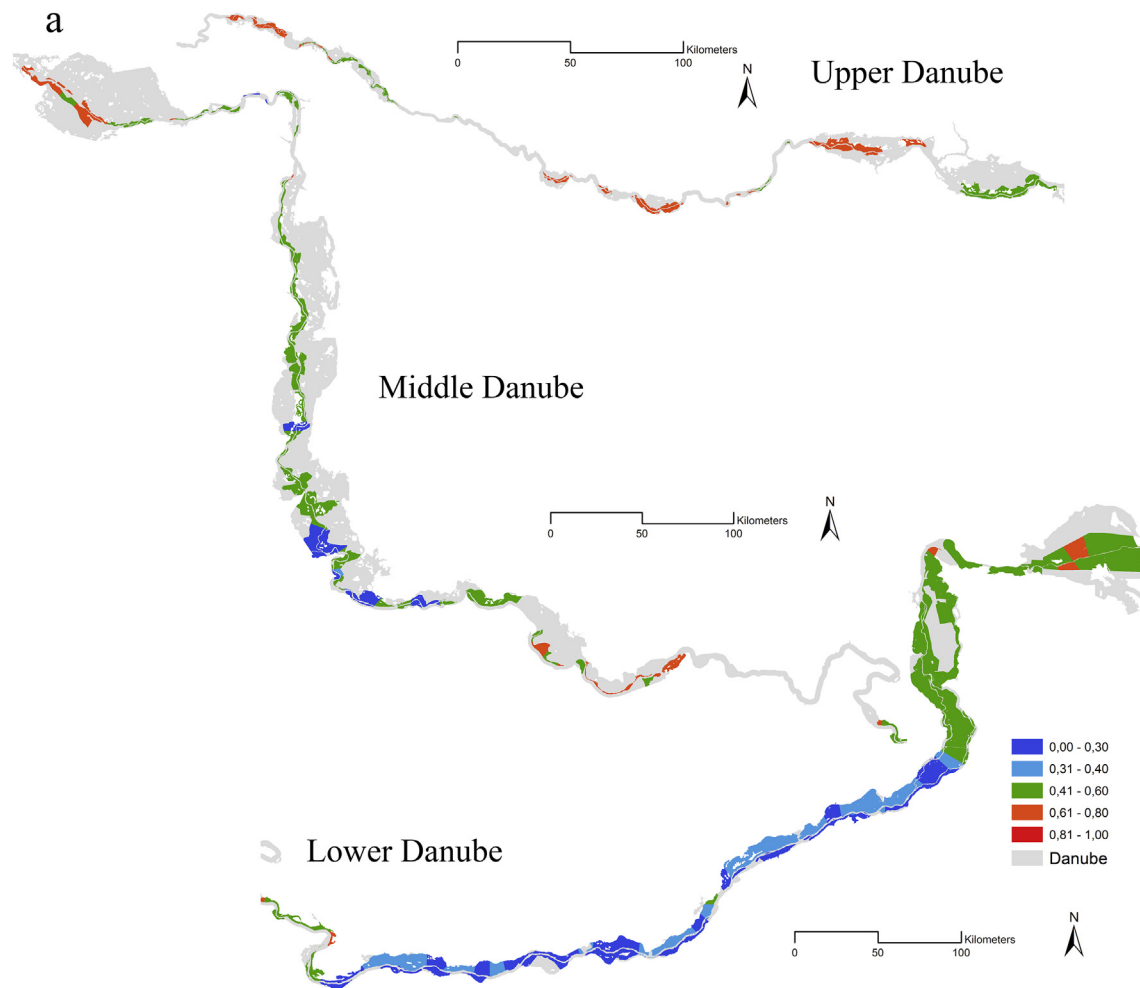 a
Kilometers
0 50 100
N
Upper Danube
Middle Danube
Kilometers
0 50 100
N
0,00 - 0,30
0,31 - 0,40
0,41 - 0,60
0,61 - 0,80
0,81 - 1,00
Danube
Lower Danube
Kilometers
0 50 100
N